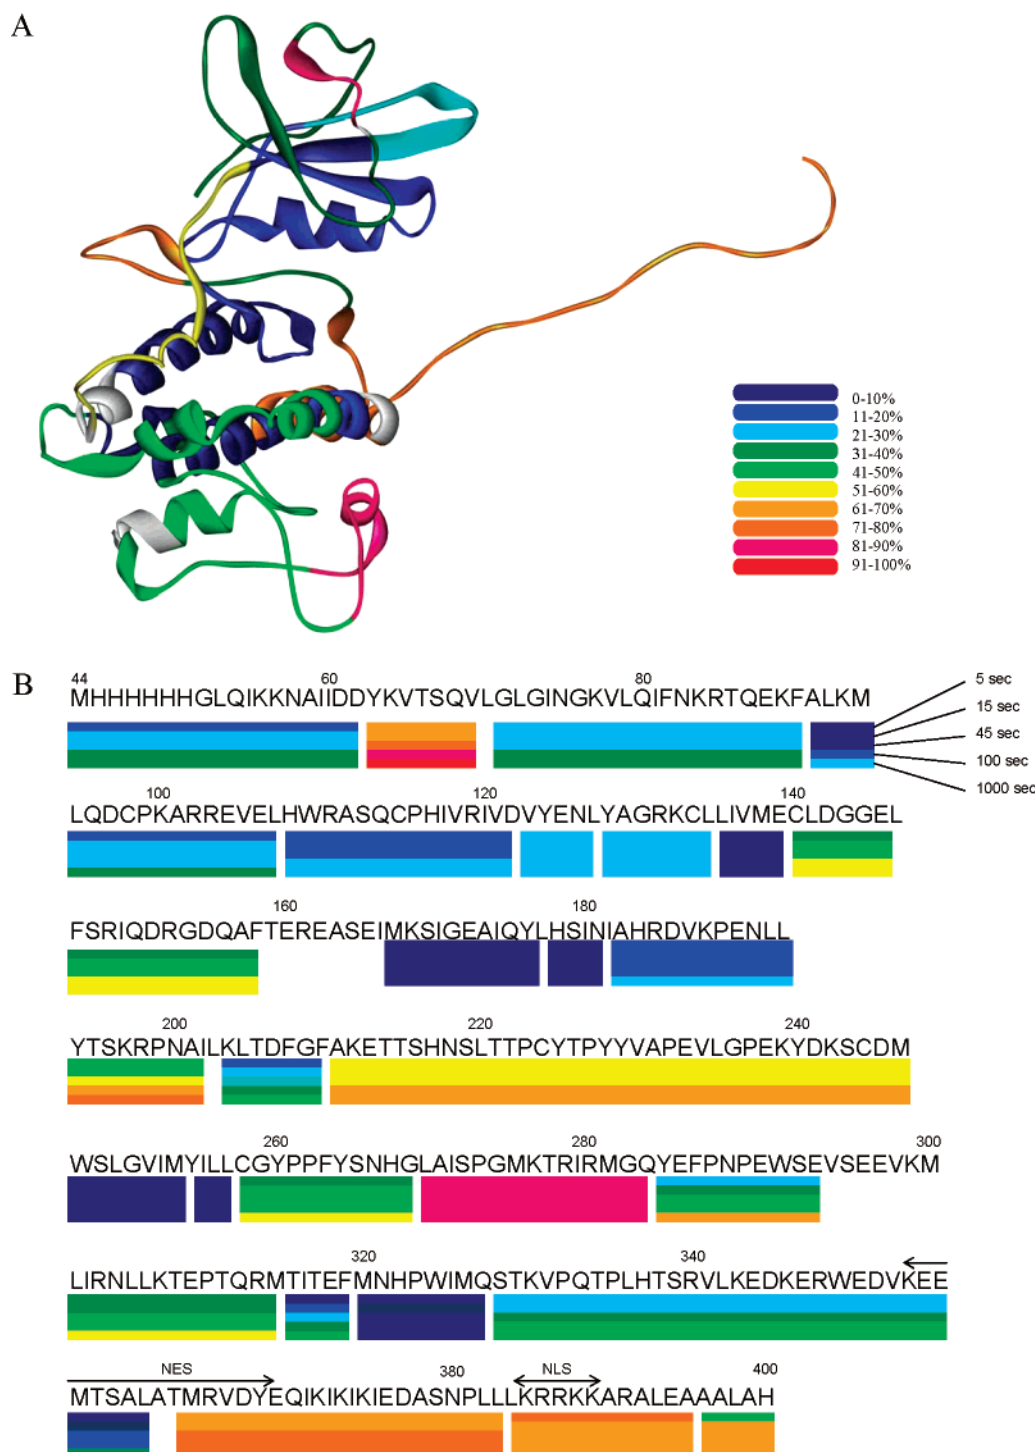 A
0-10%
11-20%
21-30%
31-40%
41-50%
51-60%
61-70%
71-80%
81-90%
91-100%
B
44 60 80
MHHHHHHGLQIKKNAIIDDYKVTSQVLGLGINGKVLQIFNKRTQEKFALKM
5 sec
15 sec
45 sec
100 sec
1000 sec
100 120 140
LQDCPKARREVELHWRASQCPHIVRIVDVYENLYAGRKCLLIVMECLDGGEL
160 180
FSRIQDRGDQAFTEREASEIMKSIGEAIQYLHSINIAHRDVKPENLL
200 220 240
YTSKRPNAILKLTDFGFAKETTSHNSLTTPCYTPYYVAPEVLGPEKYDKSCDM
260 280 300
WSLGVIMYILLCGYPPFYSNHGLAISPGMKTRIRMGQYEFPNPEWSEVSEEVKM
320 340
LIRNLLKTEPTQRMTITEFMNHPWIMQSTKVPQTPLHTSRVLKEDKERWEDVKEE
NES 380 NLS 400
MTSALATMRVDYEQIKIKIKIEDASNPLLLKRRKKARALEAAALAH